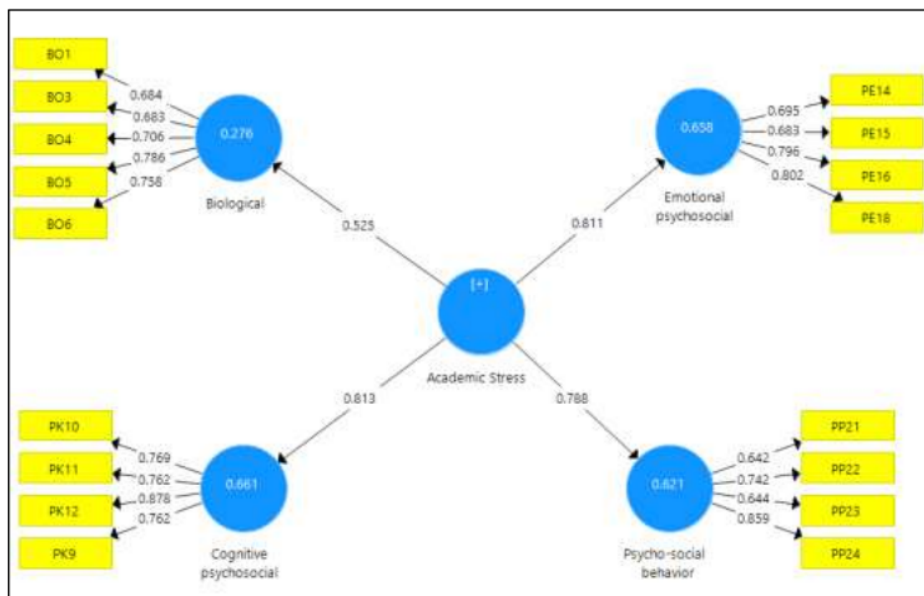 BO1
BO3
BO4
BO5
BO6
0.684
0.683
0.706
0.786
0.758
0.276
Biological
0.525
0.658
Emotional
psychosocial
0.695
0.683
0.796
0.802
PE14
PE15
PE16
PE18
0.811
[+]
Academic Stress
0.813
0.788
PK10
PK11
PK12
PK9
0.769
0.762
0.878
0.762
0.661
Cognitive
psychosocial
0.621
Psycho-social
behavior
0.642
0.742
0.644
0.859
PP21
PP22
PP23
PP24